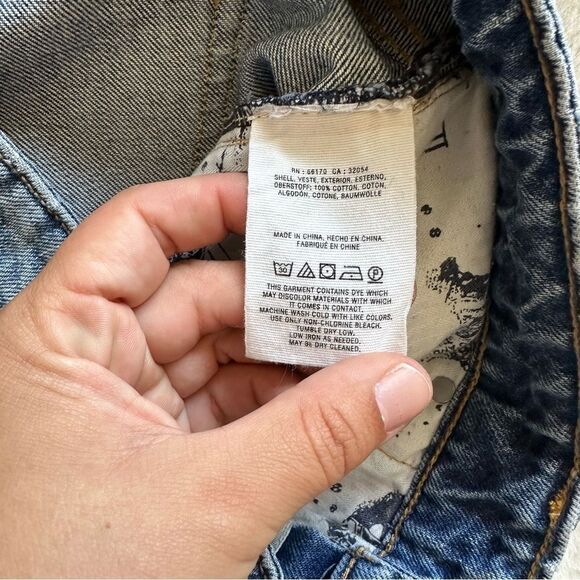 RN : 66170 CA : 32054
SHELL, VESTE, EXTERIOR, ESTERNO,
OBERSTOFF; 100% COTTON, COTON,
ALGODÓN, COTONE, BAUMWOLLE
MADE IN CHINA, HECHO EN CHINA,
FABRIQUÉ EN CHINE
30 P
THIS GARMENT CONTAINS DYE WHICH
MAY DISCOLOR MATERIALS WITH WHICH
IT COMES IN CONTACT.
MACHINE WASH COLD WITH LIKE COLORS.
USE ONLY NON-CHLORINE BLEACH.
TUMBLE DRY LOW.
LOW IRON AS NEEDED.
MAY BE DRY CLEANED.